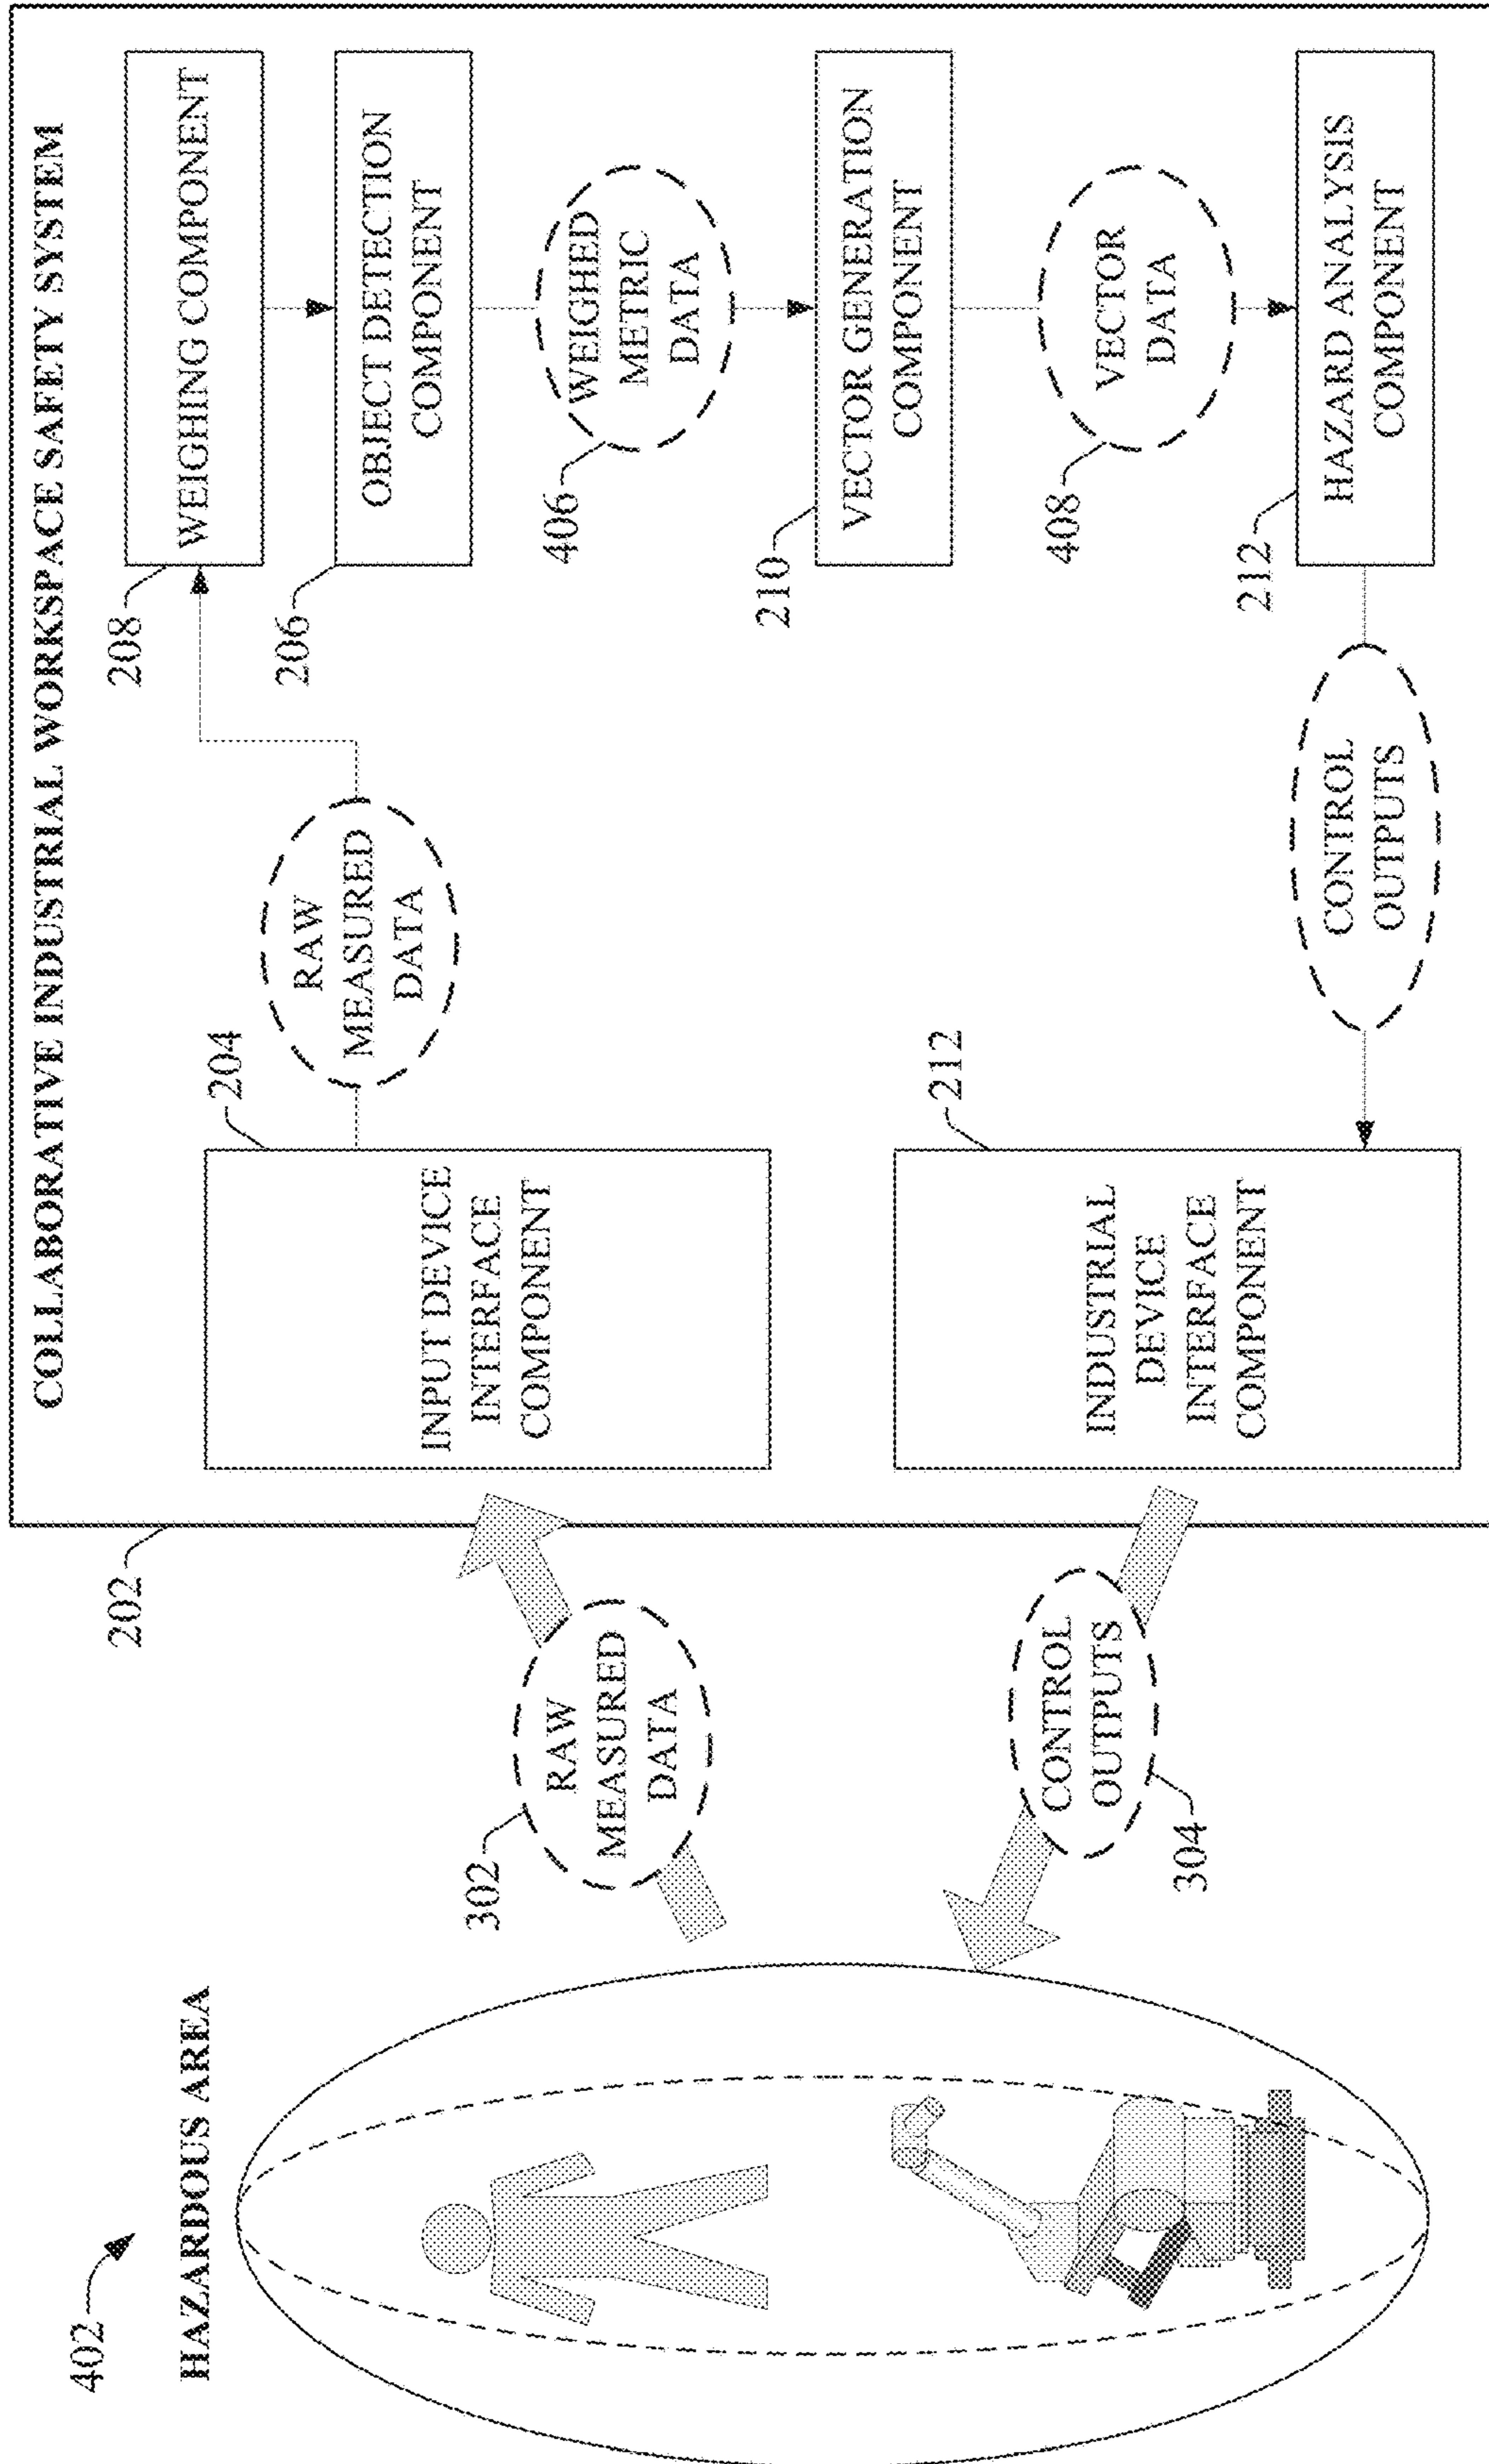 COLLABORATIVE INDUSTRIAL WORKSPACE SAFETY SYSTEM
402
HAZARDOUS AREA
202
302
RAW
MEASURED
DATA
CONTROL
OUTPUTS
304
204
INPUT DEVICE
INTERFACE
COMPONENT
RAW
MEASURED
DATA
208
WEIGHING COMPONENT
206
OBJECT DETECTION
COMPONENT
406
WEIGHED
METRIC
DATA
210
VECTOR GENERATION
COMPONENT
408
VECTOR
DATA
212
HAZARD ANALYSIS
COMPONENT
CONTROL
OUTPUTS
212
INDUSTRIAL
DEVICE
INTERFACE
COMPONENT